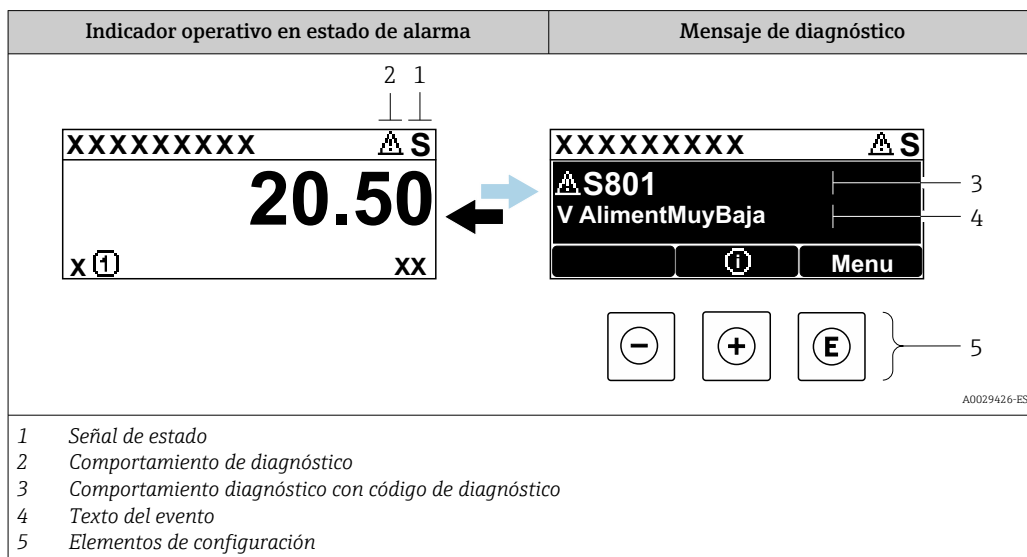 Indicador operativo en estado de alarma
Mensaje de diagnóstico
2 1
XXXXXXXXX S
20.50
X 1 XX
XXXXXXXXX S
S801
3
V AlimentMuyBaja
4
i Menu
- + E
5
A0029426-ES
1 Señal de estado
2 Comportamiento de diagnóstico
3 Comportamiento diagnóstico con código de diagnóstico
4 Texto del evento
5 Elementos de configuración